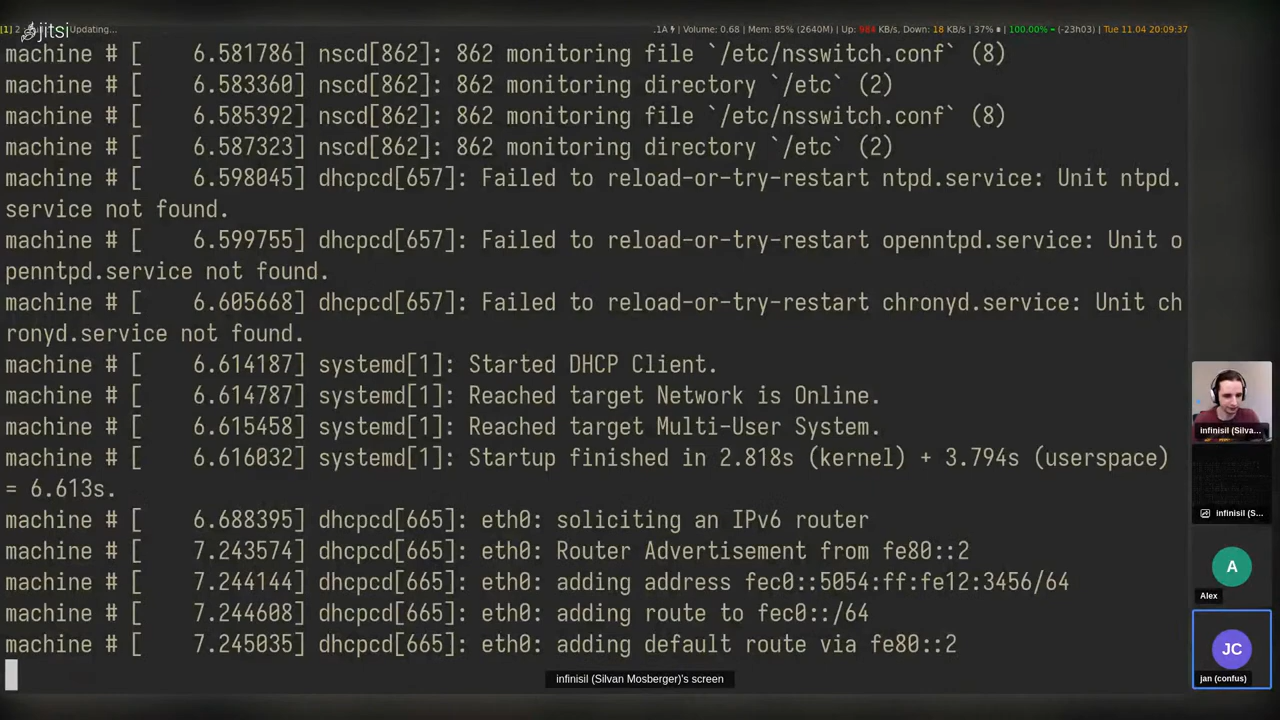 [1] 2 jitsi Updating...
.1A | Volume: 0.68 | Mem: 85% (2640M) | Up: 984 KB/s, Down: 18 KB/s | 37% | 100.00% - (-23h03) | Tue 11.04 20:09:37
machine # [    6.581786] nscd[862]: 862 monitoring file `/etc/nsswitch.conf` (8)
machine # [    6.583360] nscd[862]: 862 monitoring directory `/etc` (2)
machine # [    6.585392] nscd[862]: 862 monitoring file `/etc/nsswitch.conf` (8)
machine # [    6.587323] nscd[862]: 862 monitoring directory `/etc` (2)
machine # [    6.598045] dhcpcd[657]: Failed to reload-or-try-restart ntpd.service: Unit ntpd.
service not found.
machine # [    6.599755] dhcpcd[657]: Failed to reload-or-try-restart openntpd.service: Unit o
penntpd.service not found.
machine # [    6.605668] dhcpcd[657]: Failed to reload-or-try-restart chronyd.service: Unit ch
ronyd.service not found.
machine # [    6.614187] systemd[1]: Started DHCP Client.
machine # [    6.614787] systemd[1]: Reached target Network is Online.
machine # [    6.615458] systemd[1]: Reached target Multi-User System.
machine # [    6.616032] systemd[1]: Startup finished in 2.818s (kernel) + 3.794s (userspace)
= 6.613s.
machine # [    6.688395] dhcpcd[665]: eth0: soliciting an IPv6 router
machine # [    7.243574] dhcpcd[665]: eth0: Router Advertisement from fe80::2
machine # [    7.244144] dhcpcd[665]: eth0: adding address fec0::5054:ff:fe12:3456/64
machine # [    7.244608] dhcpcd[665]: eth0: adding route to fec0::/64
machine # [    7.245035] dhcpcd[665]: eth0: adding default route via fe80::2
infinisil (Silvan Mosberger)'s screen
infinisil (Silva...
infinisil (S...
A
Alex
JC
jan (confus)